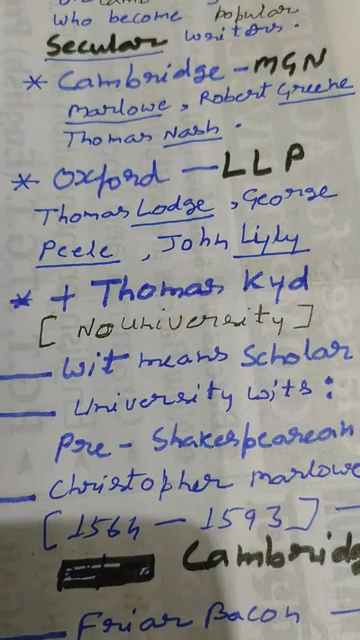 who become popular
Secular writers.
* Cambridge - MGN
Marlowe, Robert Greene
Thomas Nash.
* Oxford — LLP
Thomas Lodge, George
Peele, John Lyly
* + Thomas Kyd
[No University]
— Wit means Scholar
— University wits:
Pre - Shakespearean
— Christopher Marlowe
[1564 — 1593] —
Cambridg
— Friar Bacon —